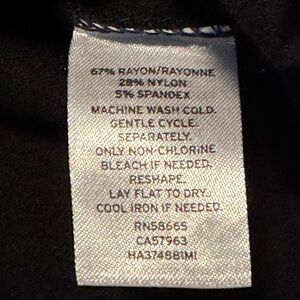 67% RAYON/RAYONNE
28% NYLON
5% SPANDEX
MACHINE WASH COLD.
GENTLE CYCLE.
SEPARATELY.
ONLY NON-CHLORINE
BLEACH IF NEEDED.
RESHAPE.
LAY FLAT TO DRY.
COOL IRON IF NEEDED.
RN58665
CA57963
HA374881M1